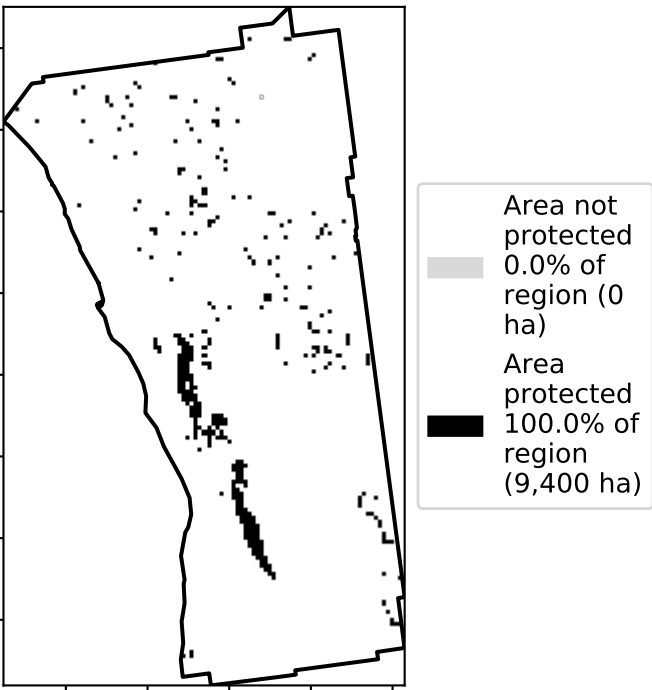 Area not
protected
0.0% of
region (0
ha)
Area
protected
100.0% of
region
(9,400 ha)